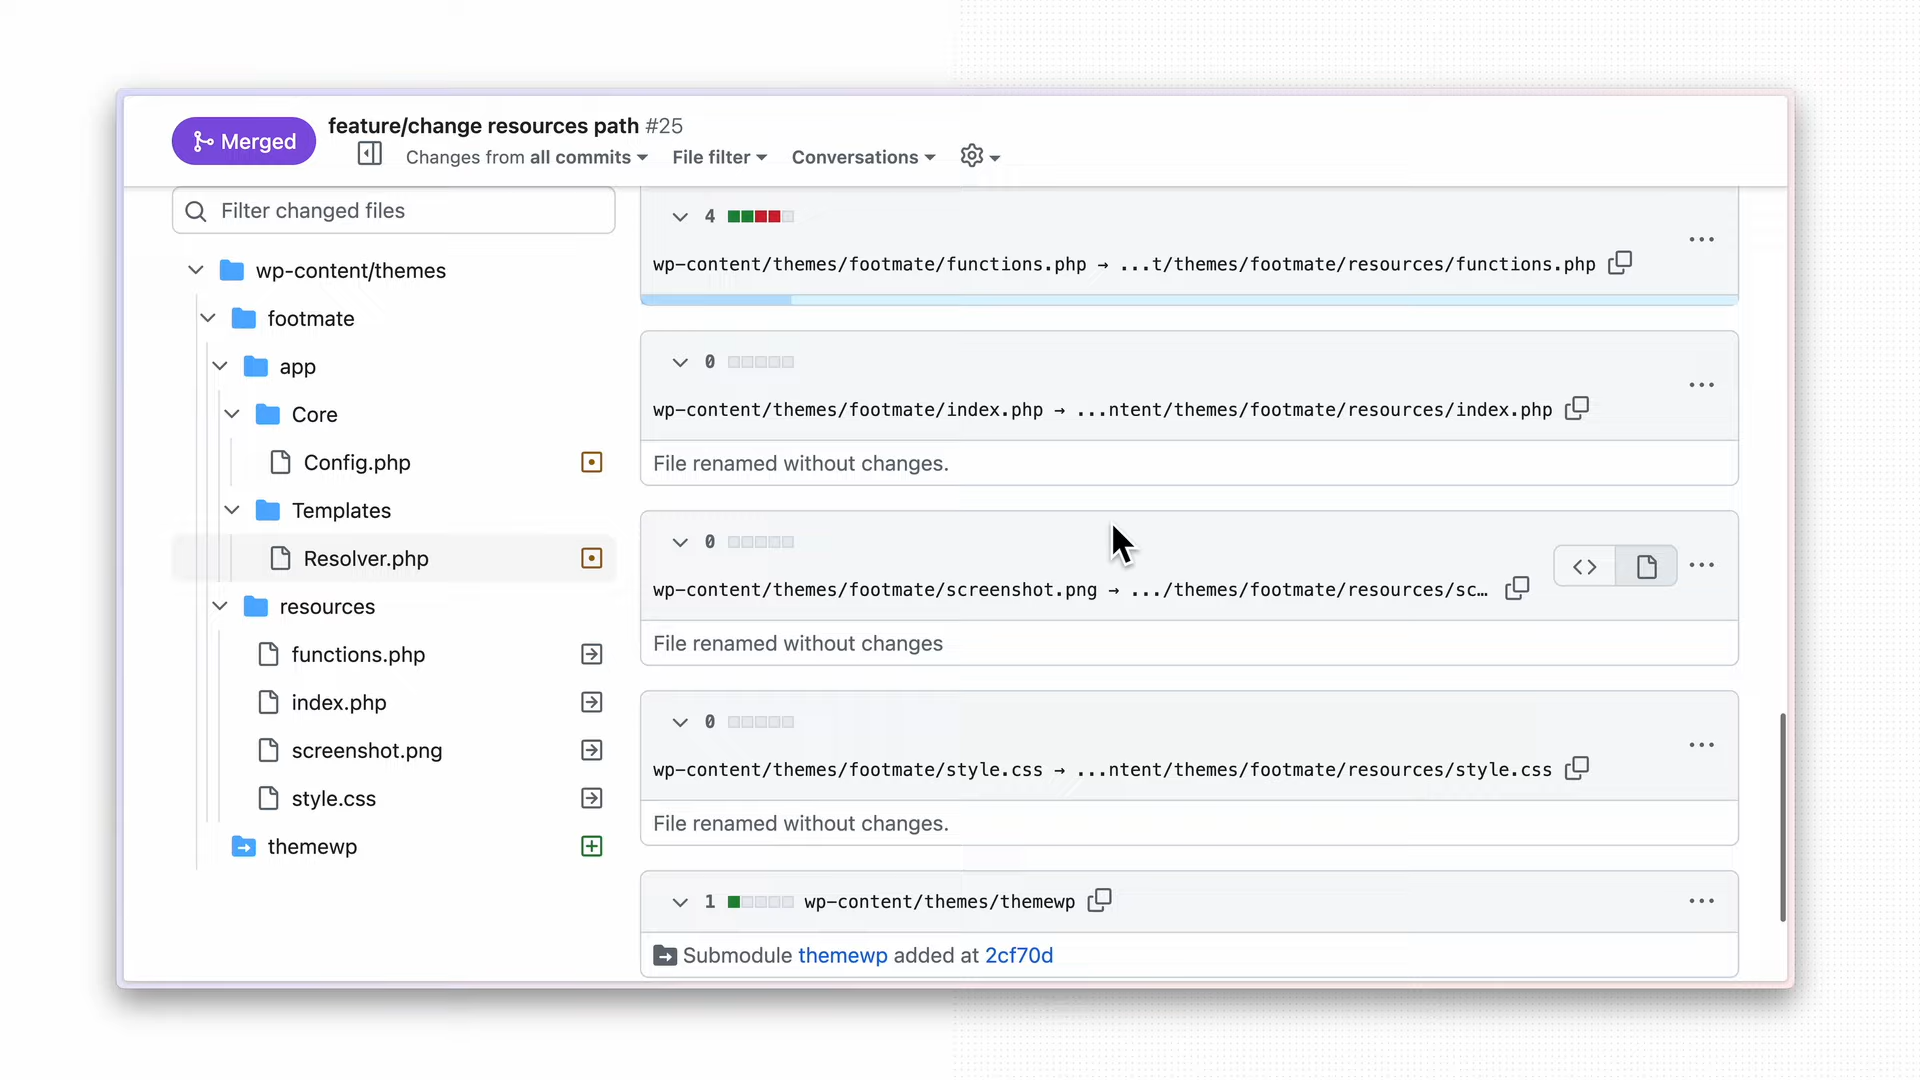 Merged
feature/change resources path #25
Changes from all commits
File filter
Conversations
Filter changed files
wp-content/themes
footmate
app
Core
Config.php
Templates
Resolver.php
resources
functions.php
index.php
screenshot.png
style.css
themewp
4
wp-content/themes/footmate/functions.php → ...t/themes/footmate/resources/functions.php
0
wp-content/themes/footmate/index.php → ...ntent/themes/footmate/resources/index.php
File renamed without changes.
0
wp-content/themes/footmate/screenshot.png → .../themes/footmate/resources/sc…
File renamed without changes
0
wp-content/themes/footmate/style.css → ...ntent/themes/footmate/resources/style.css
File renamed without changes.
1 wp-content/themes/themewp
Submodule themewp added at 2cf70d